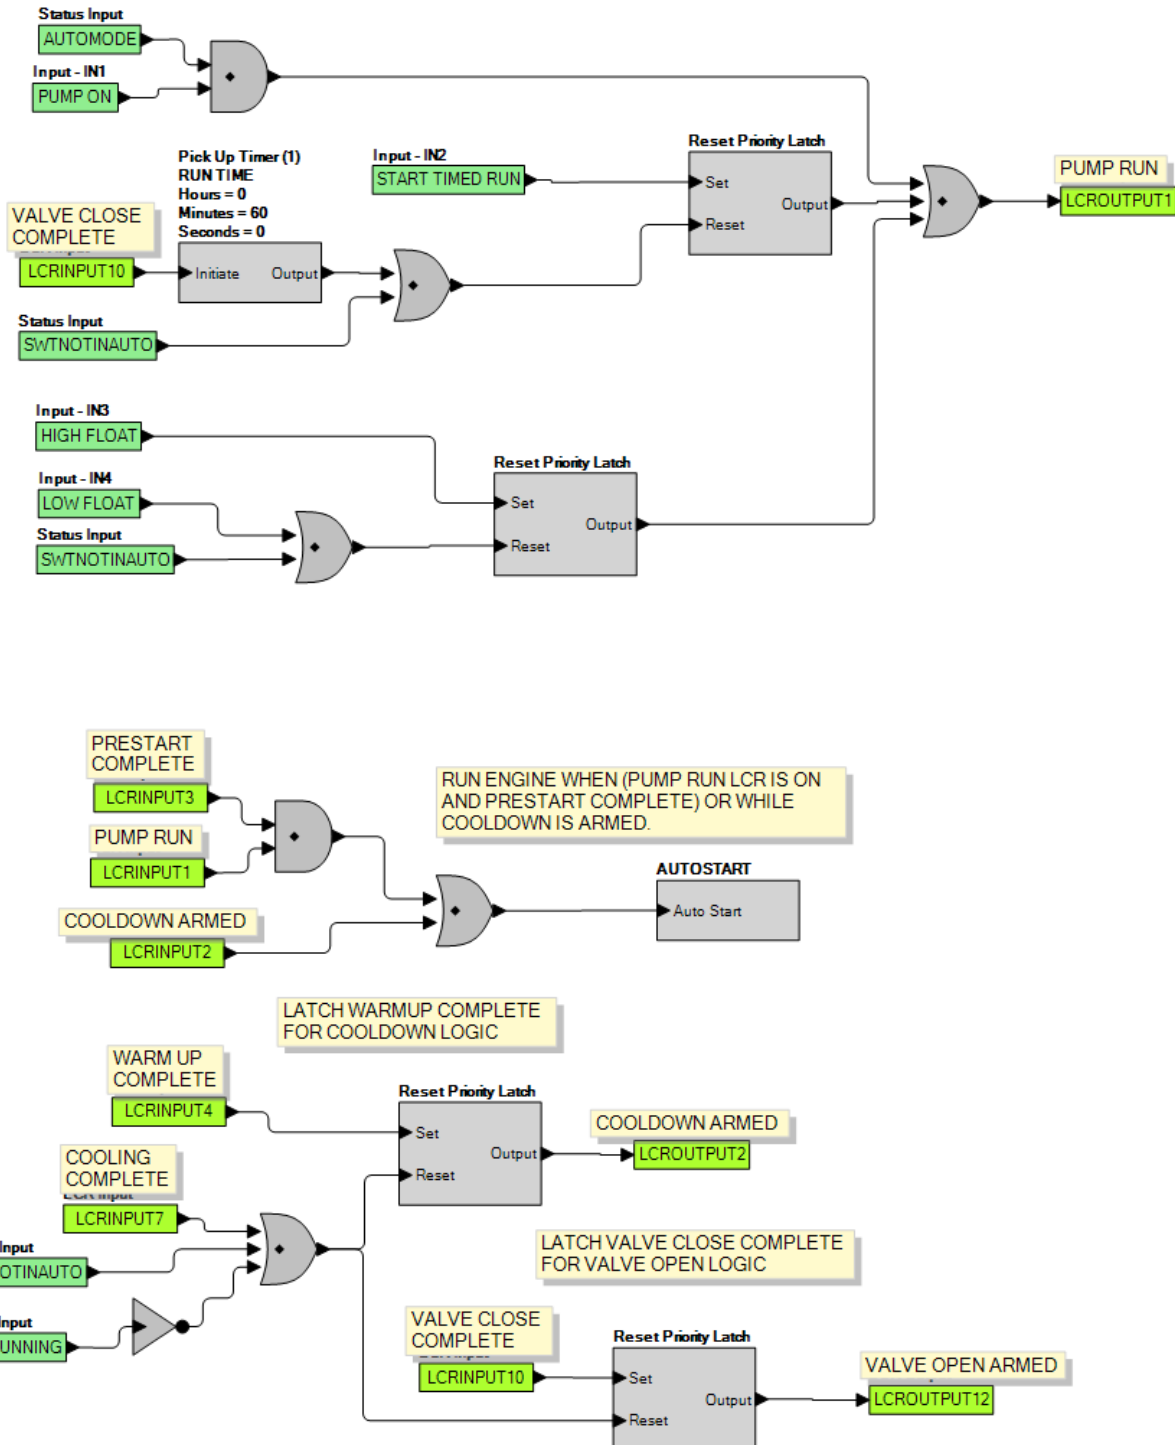 Status Input
AUTOMODE
Input - IN1
PUMP ON
Pick Up Timer (1)
RUN TIME
Hours = 0
Minutes = 60
Seconds = 0
Input - IN2
START TIMED RUN
Reset Priority Latch
Set
Output
Reset
PUMP RUN
LCROUTPUT1
VALVE CLOSE
COMPLETE
LCRINPUT10
Initiate Output
Status Input
SWTNOTINAUTO
Input - IN3
HIGH FLOAT
Input - IN4
LOW FLOAT
Status Input
SWTNOTINAUTO
Reset Priority Latch
Set
Output
Reset
PRESTART
COMPLETE
LCRINPUT3
PUMP RUN
LCRINPUT1
COOLDOWN ARMED
LCRINPUT2
RUN ENGINE WHEN (PUMP RUN LCR IS ON
AND PRESTART COMPLETE) OR WHILE
COOLDOWN IS ARMED.
AUTOSTART
Auto Start
LATCH WARMUP COMPLETE
FOR COOLDOWN LOGIC
WARM UP
COMPLETE
LCRINPUT4
Reset Priority Latch
Set
Output
Reset
COOLDOWN ARMED
LCROUTPUT2
COOLING
COMPLETE
LCR Input
LCRINPUT7
Input
OTINAUTO
Input
UNNING
LATCH VALVE CLOSE COMPLETE
FOR VALVE OPEN LOGIC
VALVE CLOSE
COMPLETE
LCRINPUT10
Reset Priority Latch
Set
Output
Reset
VALVE OPEN ARMED
LCROUTPUT12